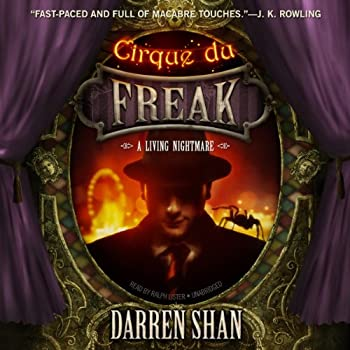 "FAST-PACED AND FULL OF MACABRE TOUCHES."—J. K. ROWLING
Cirque du
FREAK
A LIVING NIGHTMARE
READ BY RALPH LISTER • UNABRIDGED
DARREN SHAN